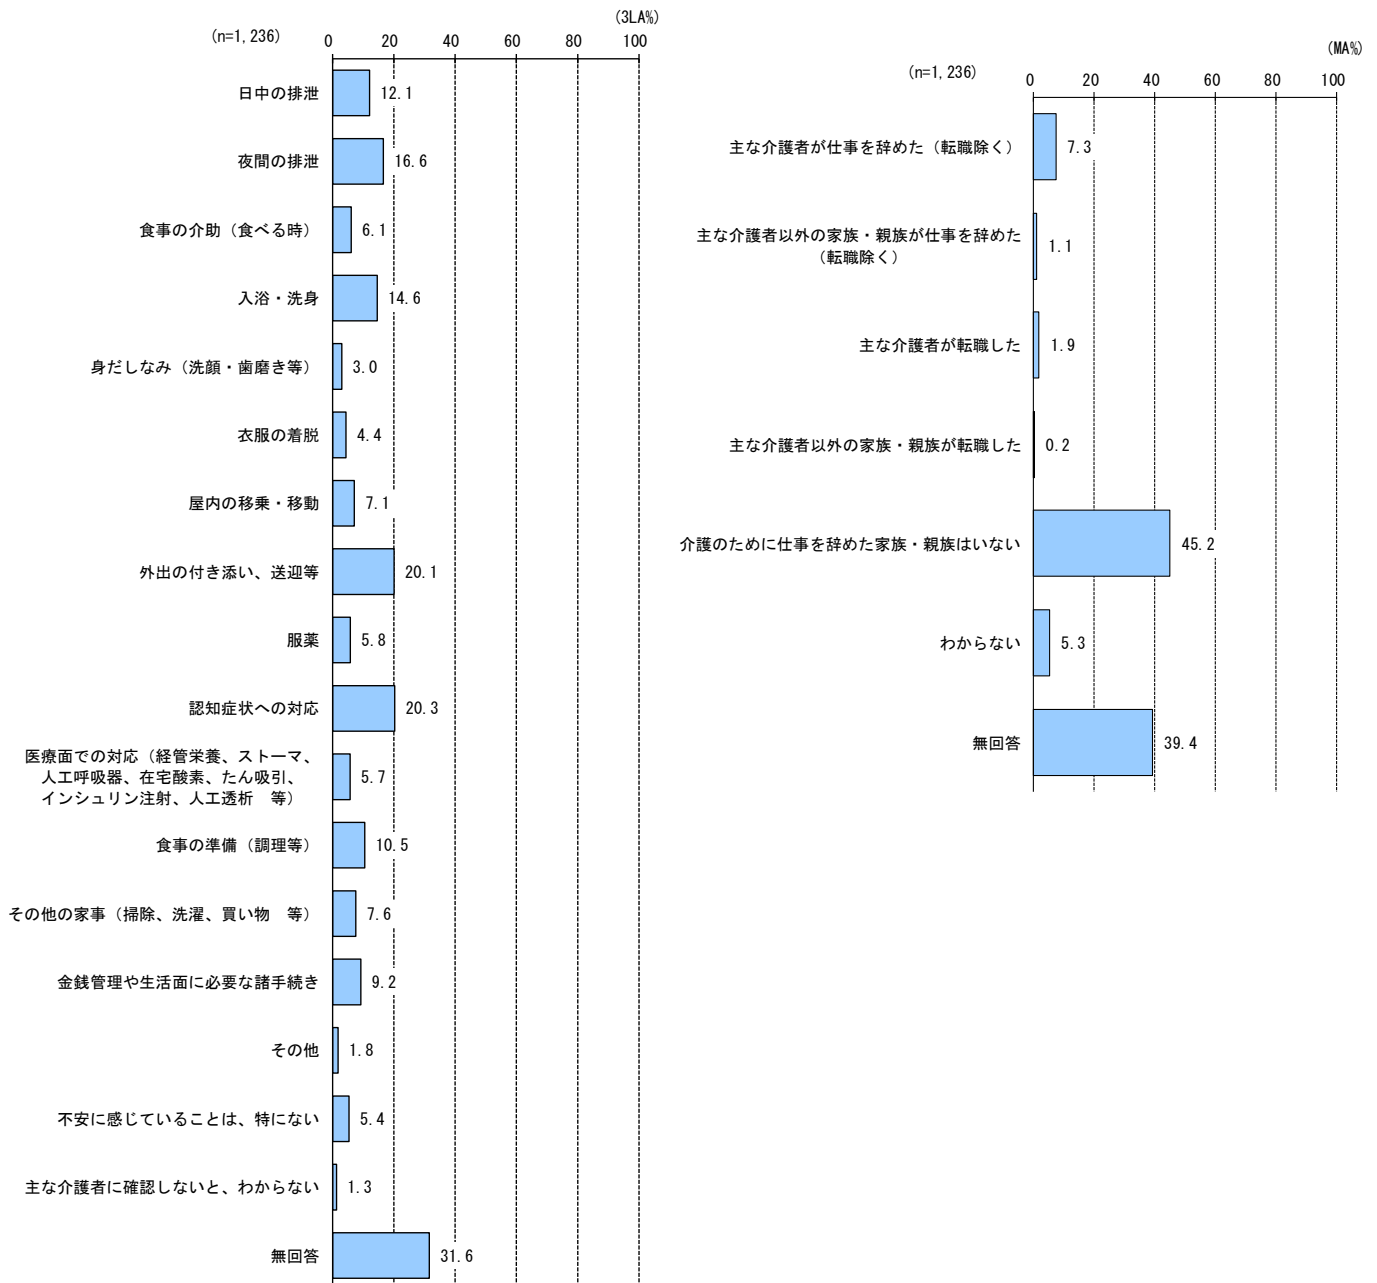 (3LA%)
(n=1,236)
0 20 40 60 80 100
日中の排泄 12.1
夜間の排泄 16.6
食事の介助（食べる時） 6.1
入浴・洗身 14.6
身だしなみ（洗顔・歯磨き等） 3.0
衣服の着脱 4.4
屋内の移乗・移動 7.1
外出の付き添い、送迎等 20.1
服薬 5.8
認知症状への対応 20.3
医療面での対応（経管栄養、ストーマ、
人工呼吸器、在宅酸素、たん吸引、 5.7
インシュリン注射、人工透析　等）
食事の準備（調理等） 10.5
その他の家事（掃除、洗濯、買い物　等） 7.6
金銭管理や生活面に必要な諸手続き 9.2
その他 1.8
不安に感じていることは、特にない 5.4
主な介護者に確認しないと、わからない 1.3
無回答 31.6
(MA%)
(n=1,236)
0 20 40 60 80 100
主な介護者が仕事を辞めた（転職除く） 7.3
主な介護者以外の家族・親族が仕事を辞めた
（転職除く） 1.1
主な介護者が転職した 1.9
主な介護者以外の家族・親族が転職した 0.2
介護のために仕事を辞めた家族・親族はいない 45.2
わからない 5.3
無回答 39.4